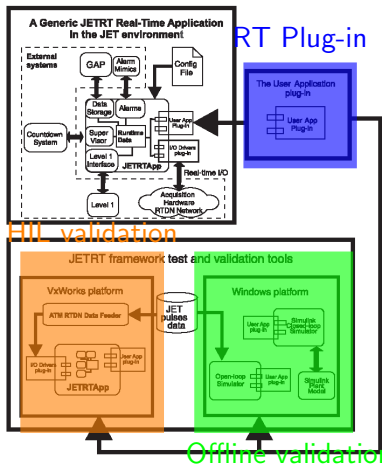 A Generic JETRT Real-Time Application
in the JET environment
RT Plug-in
External
systems
GAP
Alarm
Mimics
Config
File
Data
Storage
Alarms
User App
Plug-in
Countdown
System
Super
Visor
Runtime
Data
I/O Drivers
plug-in
Level 1
Interface
JETRTApp
Real-time I/O
Level 1
Acquisition
Hardware
RTDN Network
The User Application
plug-in
User App
Plug-in
HIL validation
JETRT framework test and validation tools
VxWorks platform
ATM RTDN Data Feeder
I/O Drivers
plug-in
User App
plug-in
JETRTApp
JET
pulses
data
Windows platform
User App
plug-in
Simulink
Closed-loop
Simulator
Open-loop
Simulator
User App
plug-in
Simulink
Plant
Model
Offline validation